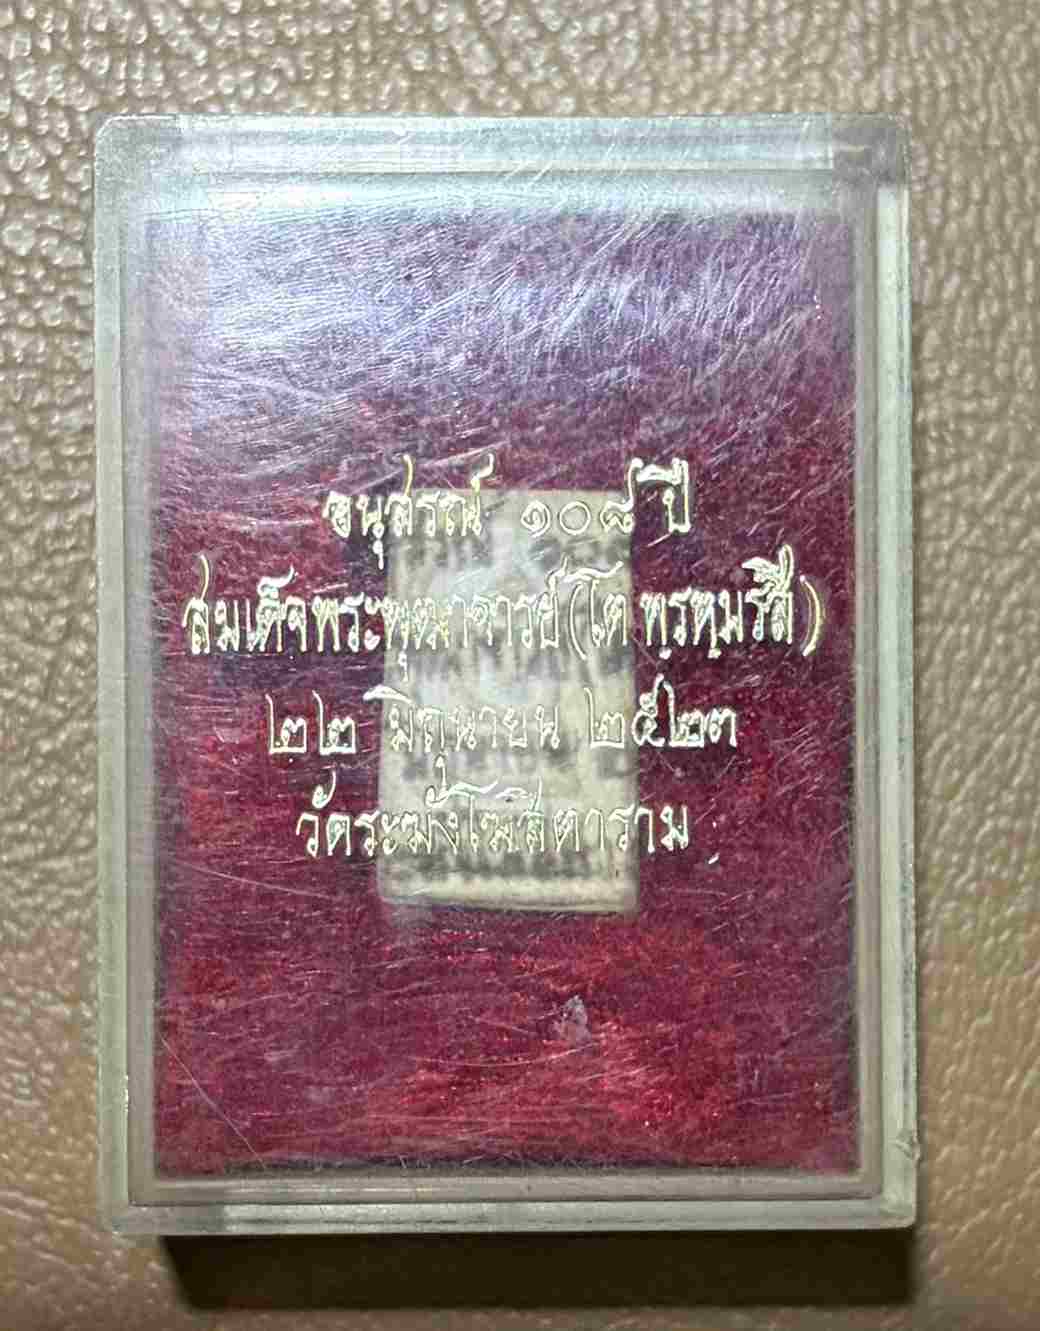 อนุสรณ์ ๑๐๘ ปี
สมเด็จพระพุฒาจารย์ (โต พฺรหฺมรํสี)
๒๒ มิถุนายน ๒๕๒๓
วัดระฆังโฆสิตาราม